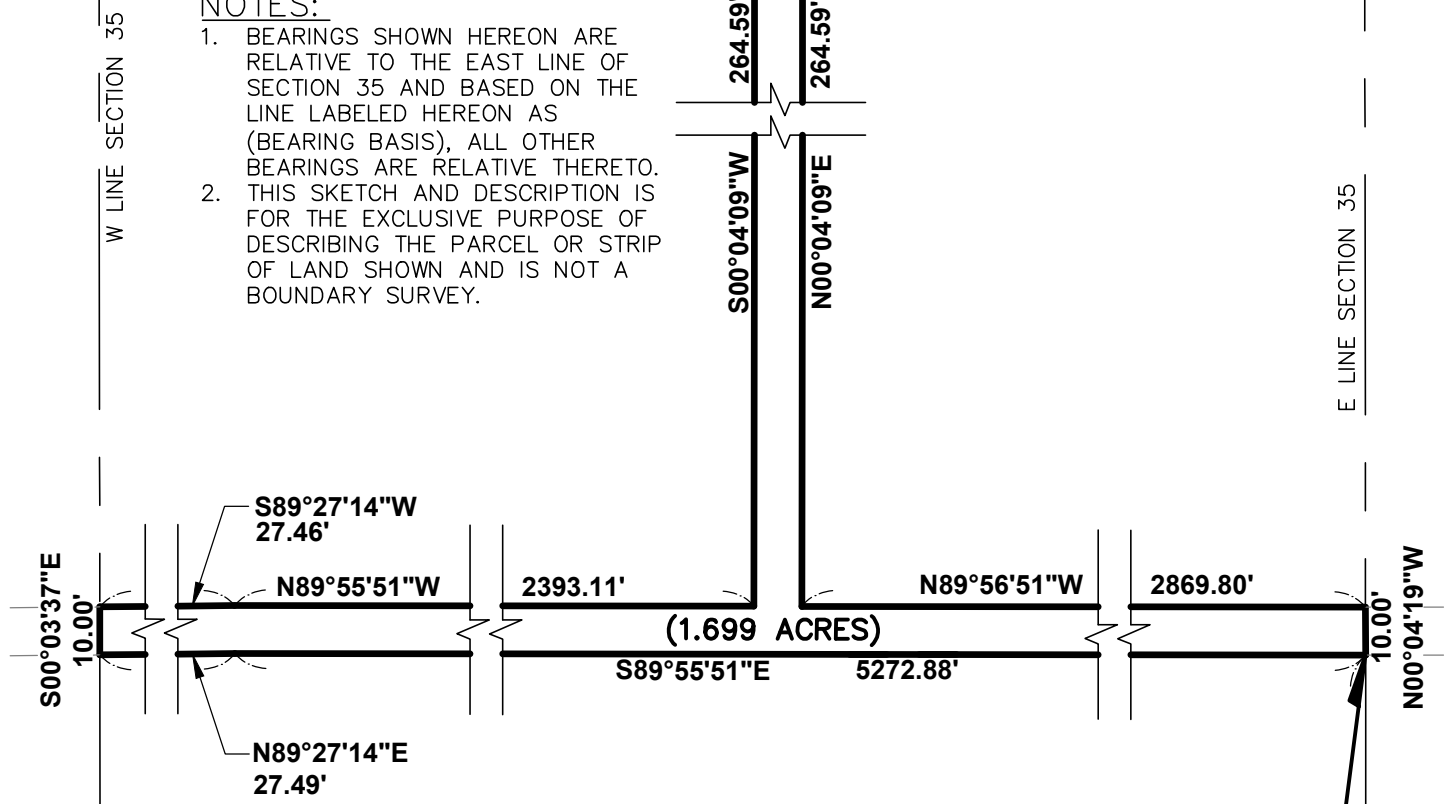 NOTES:
1. BEARINGS SHOWN HEREON ARE
RELATIVE TO THE EAST LINE OF
SECTION 35 AND BASED ON THE
LINE LABELED HEREON AS
(BEARING BASIS), ALL OTHER
BEARINGS ARE RELATIVE THERETO.
2. THIS SKETCH AND DESCRIPTION IS
FOR THE EXCLUSIVE PURPOSE OF
DESCRIBING THE PARCEL OR STRIP
OF LAND SHOWN AND IS NOT A
BOUNDARY SURVEY.
W LINE SECTION 35
264.59'
264.59'
S00°04'09"W
N00°04'09"E
E LINE SECTION 35
S89°27'14"W
27.46'
N89°55'51"W
2393.11'
N89°56'51"W
2869.80'
S00°03'37"E
10.00'
(1.699 ACRES)
10.00'
N00°04'19"W
S89°55'51"E
5272.88'
N89°27'14"E
27.49'